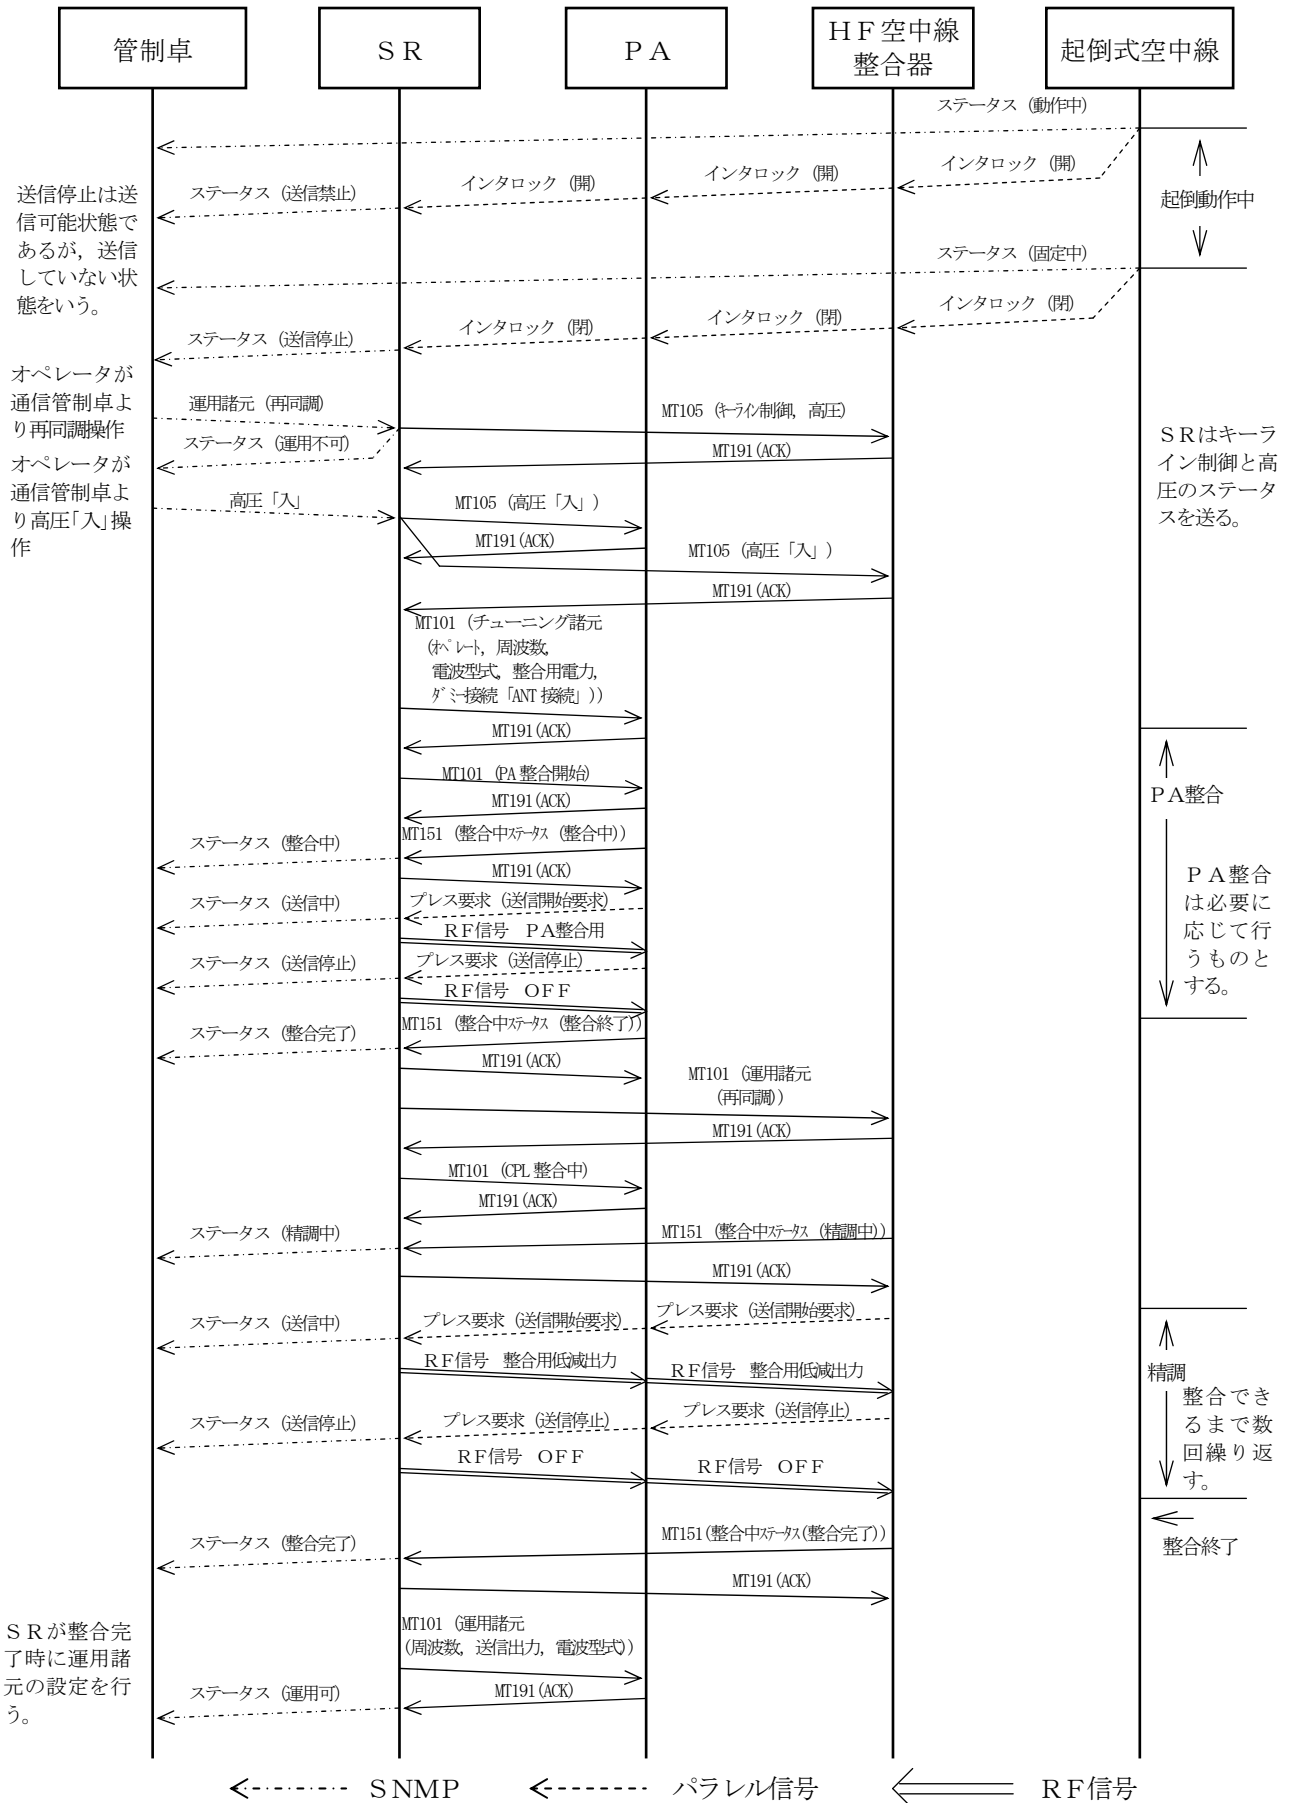 管制卓
ＳＲ
ＰＡ
ＨＦ空中線
整合器
起倒式空中線
ステータス（動作中）
インタロック（開）
インタロック（開）
インタロック（開）
ステータス（送信禁止）
起倒動作中
送信停止は送
信可能状態で
あるが，送信
していない状
態をいう。
ステータス（固定中）
インタロック（閉）
インタロック（閉）
インタロック（閉）
ステータス（送信停止）
オペレータが
通信管制卓よ
り再同調操作
運用諸元（再同調）
MT105（ｷｰﾗｲﾝ制御，高圧）
ステータス（運用不可）
MT191(ACK)
ＳＲはキーラ
イン制御と高
圧のステータ
スを送る。
オペレータが
通信管制卓よ
り高圧「入」操
作
高圧「入」
MT105（高圧「入」）
MT191(ACK)
MT105（高圧「入」）
MT191(ACK)
MT101（チューニング諸元
（ｵﾍﾟﾚｰﾄ，周波数，
電波型式，整合用電力，
ﾀﾞﾐｰ接続「ANT接続」））
MT191(ACK)
MT101（PA整合開始）
MT191(ACK)
ＰＡ整合
MT151（整合中ｽﾃｰﾀｽ（整合中））
ステータス（整合中）
MT191(ACK)
プレス要求（送信開始要求）
ステータス（送信中）
ＲＦ信号　ＰＡ整合用
プレス要求（送信停止）
ステータス（送信停止）
ＲＦ信号　ＯＦＦ
ＰＡ整合
は必要に
応じて行
うものと
する。
MT151（整合中ｽﾃｰﾀｽ（整合終了））
ステータス（整合完了）
MT191(ACK)
MT101（運用諸元
（再同調））
MT191(ACK)
MT101（CPL整合中）
MT191(ACK)
MT151（整合中ｽﾃｰﾀｽ（精調中））
ステータス（精調中）
MT191(ACK)
プレス要求（送信開始要求）
プレス要求（送信開始要求）
ステータス（送信中）
ＲＦ信号　整合用低減出力
ＲＦ信号　整合用低減出力
精調
整合でき
るまで数
回繰り返
す。
プレス要求（送信停止）
プレス要求（送信停止）
ステータス（送信停止）
ＲＦ信号　ＯＦＦ
ＲＦ信号　ＯＦＦ
MT151(整合中ｽﾃｰﾀｽ(整合完了))
ステータス（整合完了）
整合終了
MT191(ACK)
ＳＲが整合完
了時に運用諸
元の設定を行
う。
MT101（運用諸元
（周波数，送信出力，電波型式））
MT191(ACK)
ステータス（運用可）
ＳＮＭＰ
パラレル信号
ＲＦ信号